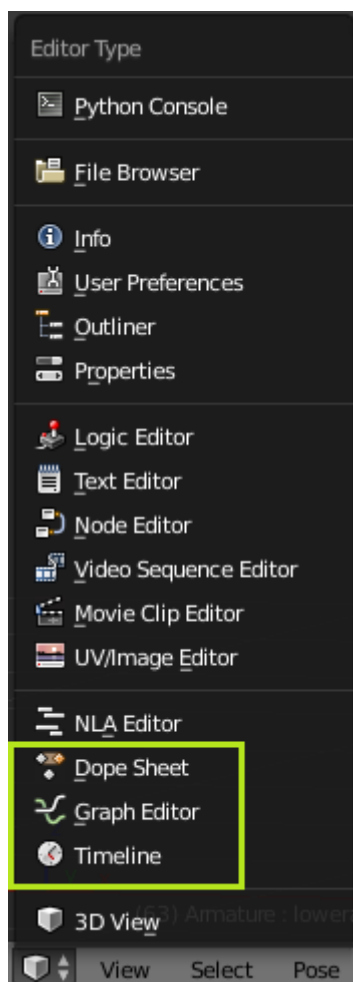 Editor Type
Python Console
File Browser
Info
User Preferences
Outliner
Properties
Logic Editor
Text Editor
Node Editor
Video Sequence Editor
Movie Clip Editor
UV/Image Editor
NLA Editor
Dope Sheet
Graph Editor
Timeline
3D View
(63) Armature : lower
View Select Pose